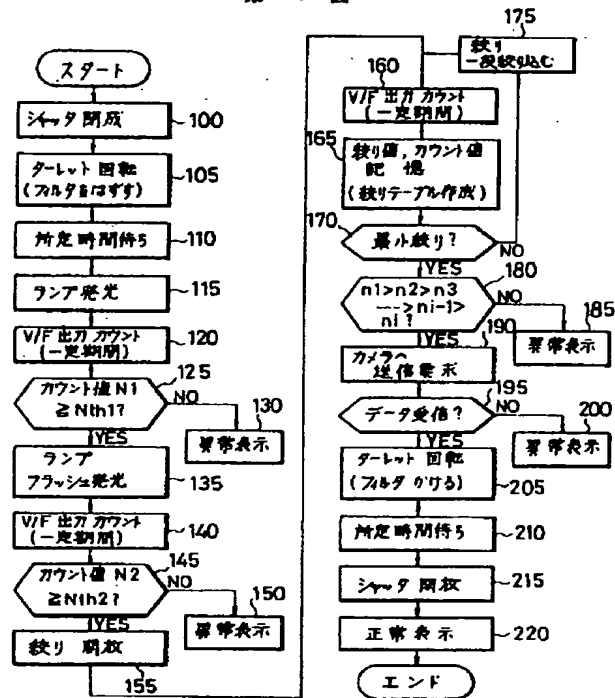 スタート
シャッタ閉成
100
ターレット回転
(フィルタをはずす)
105
所定時間待ち
110
ランプ発光
115
120
V/F出力カウント
(一定期間)
125
カウント値N1
≧Nth1?
NO
130
異常表示
YES
ランプ
フラッシュ発光
135
V/F出力カウント
(一定期間)
140
145
カウント値N2
≧Nth2?
NO
150
異常表示
YES
絞り 開放
155
175
絞り
一段絞り込む
160
V/F出力カウント
(一定期間)
165
絞り値,カウント値
記憶
(絞りテーブル作成)
170
最小絞り?
NO
YES
180
n1>n2>n3
---->ni-1>
ni?
NO
185
異常表示
YES
190
カメラへ
送信要求
195
データ受信?
NO
200
異常表示
YES
ターレット回転
(フィルタかける)
205
所定時間待ち
210
シャッタ 開放
215
正常表示
220
エンド